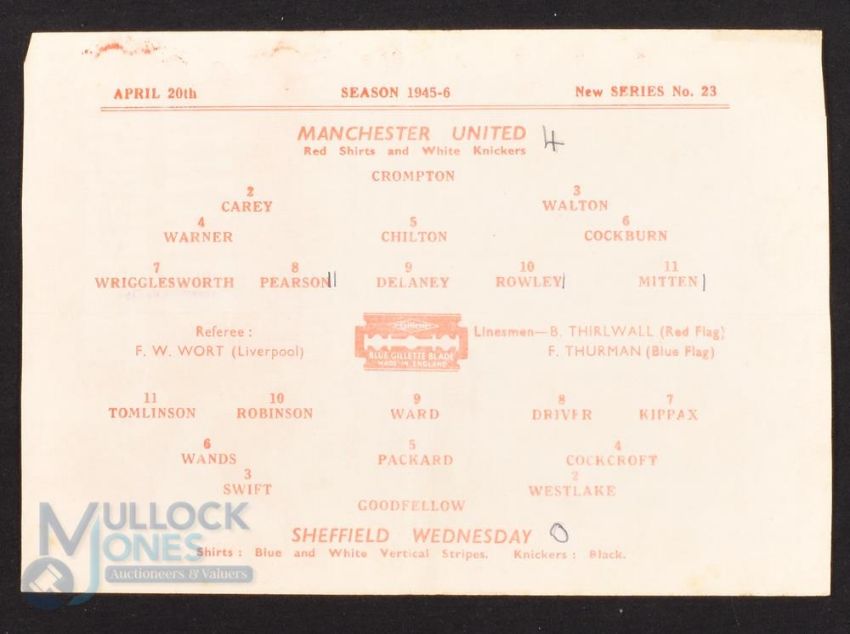 APRIL 20th SEASON 1945-6 New SERIES No. 23
MANCHESTER UNITED 4
Red Shirts and White Knickers
CROMPTON
2 3
CAREY WALTON
4 5 6
WARNER CHILTON COCKBURN
7 8 9 10 11
WRIGGLESWORTH PEARSON || DELANEY ROWLEY | MITTEN |
Referee : Linesmen—B. THIRLWALL (Red Flag)
F. W. WORT (Liverpool) F. THURMAN (Blue Flag)
Gillette
BLUE GILLETTE BLADE
MADE IN ENGLAND
11 10 9 8 7
TOMLINSON ROBINSON WARD DRIVER KIPPAX
6 5 4
WANDS PACKARD COCKCROFT
3 2
SWIFT WESTLAKE
GOODFELLOW
SHEFFIELD WEDNESDAY 0
Shirts : Blue and White Vertical Stripes. Knickers : Black.
MULLOCK
JONES
Auctioneers & Valuers